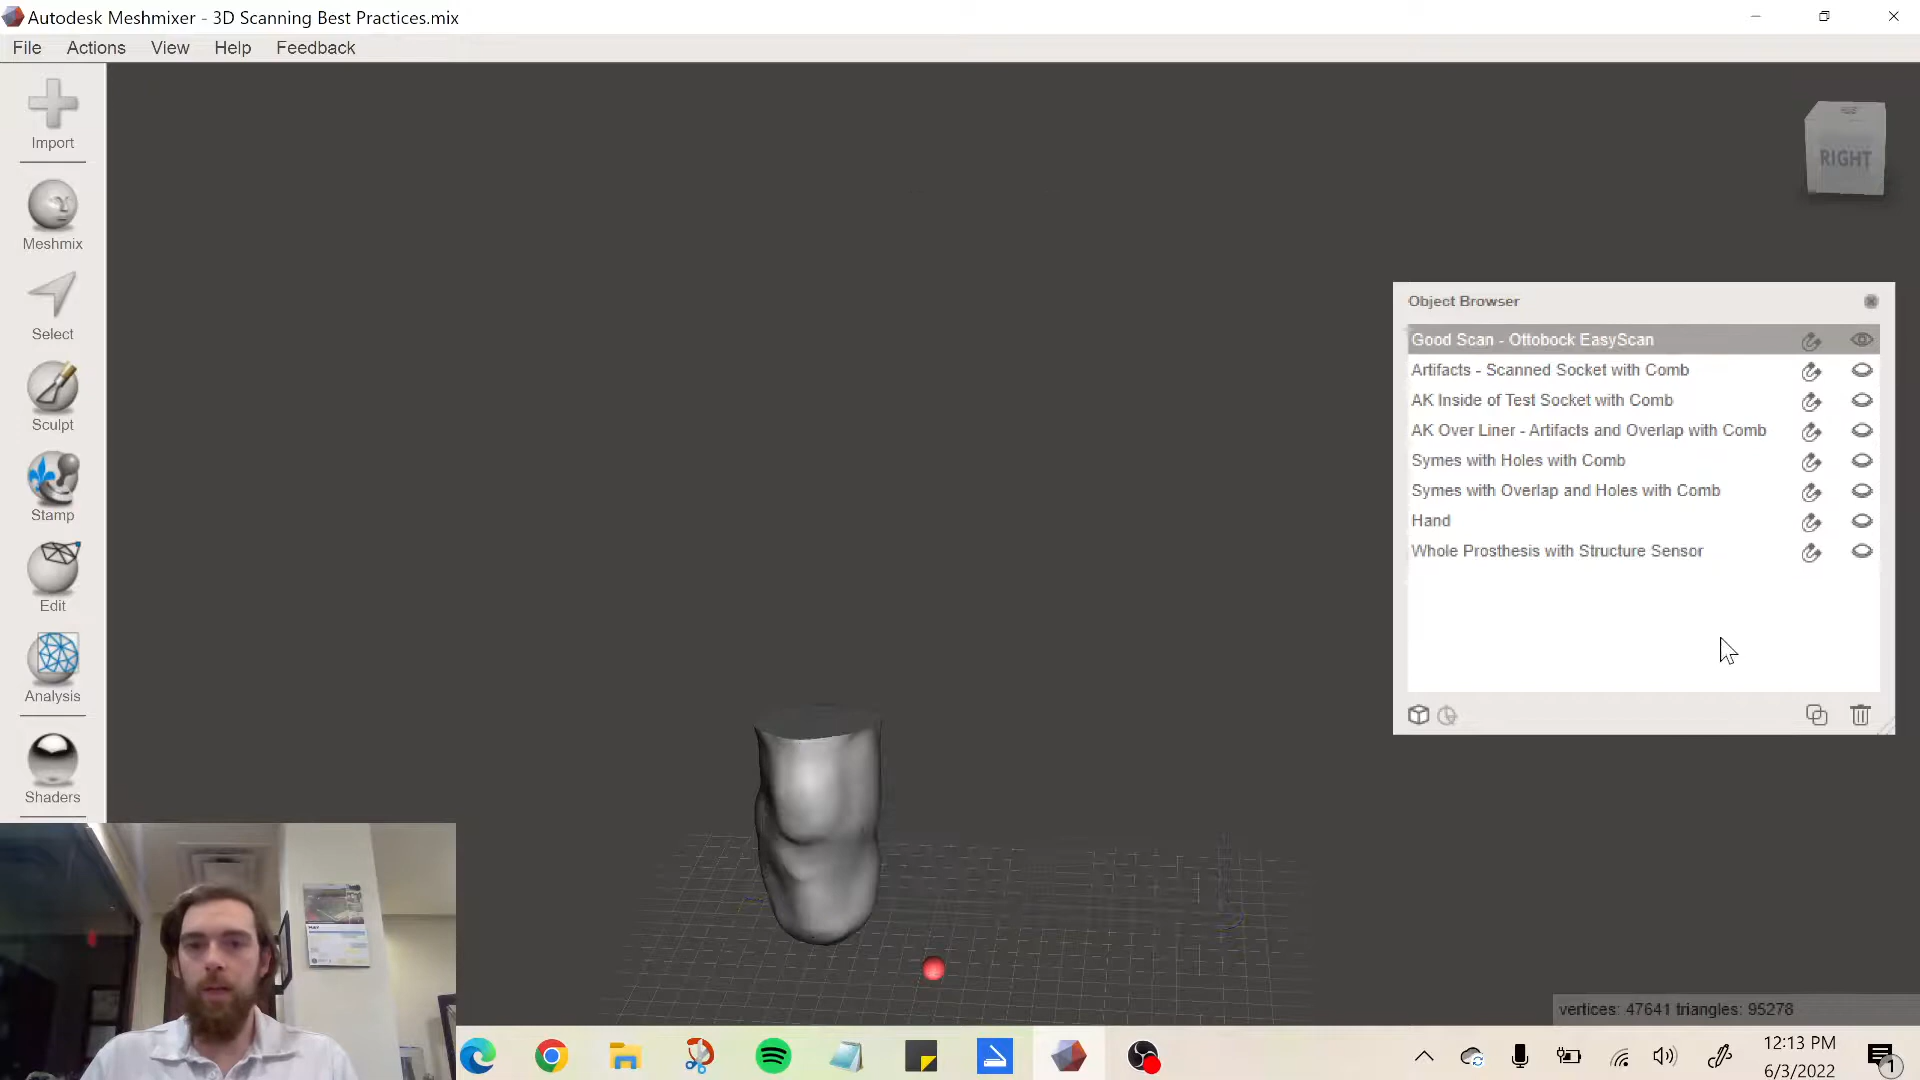 Autodesk Meshmixer - 3D Scanning Best Practices.mix
File Actions View Help Feedback
Import
Meshmix
Select
Sculpt
Stamp
Edit
Analysis
Shaders
RIGHT
Object Browser
Good Scan - Ottobock EasyScan
Artifacts - Scanned Socket with Comb
AK Inside of Test Socket with Comb
AK Over Liner - Artifacts and Overlap with Comb
Symes with Holes with Comb
Symes with Overlap and Holes with Comb
Hand
Whole Prosthesis with Structure Sensor
vertices: 47641 triangles: 95278
12:13 PM
6/3/2022
1